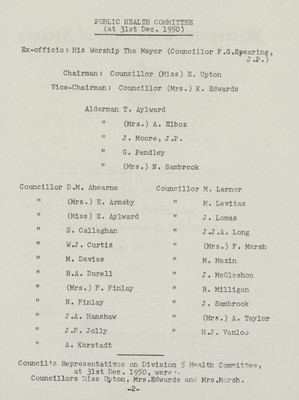 PUBLIC HEALTH COMMITTEE
(at 31st Dec. 1950)
Ex-officio: His Worship The Mayor (Councillor F.G.Spearing, J.P.)
Chairman: Councillor (Miss) E. Upton
Vice-Chairman: Councillor (Mrs.) K. Edwards
Alderman T. Aylward
" (Mrs.) A. Elboz
" J. Moore, J.P.
" G. Pendley
" (Mrs.) N. Sambrook
Councillor D.M. Ahearne
" (Mrs.) E. Armsby
" (Miss) E. Aylward
" S. Callaghan
" W.J. Curtis
" M. Davies
" R.A. Durell
" (Mrs.) F. Finlay
" N. Finlay
" J.A. Hanshaw
" J.F. Jolly
" A. Karstadt
Councillor M. Lerner
" M. Levitas
" J. Lomas
" J.J.A. Long
" (Mrs.) F. Marsh
" M. Mazin
" J. McGlashon
" R. Milligan
" J. Sambrook
" (Mrs.) A. Taylor
" H.J. Vanloo
Council's Representatives on Division 5 Health Committee,
at 31st Dec. 1950, were:-
Councillors Miss Upton, Mrs.Edwards and Mrs.Marsh.
-2-